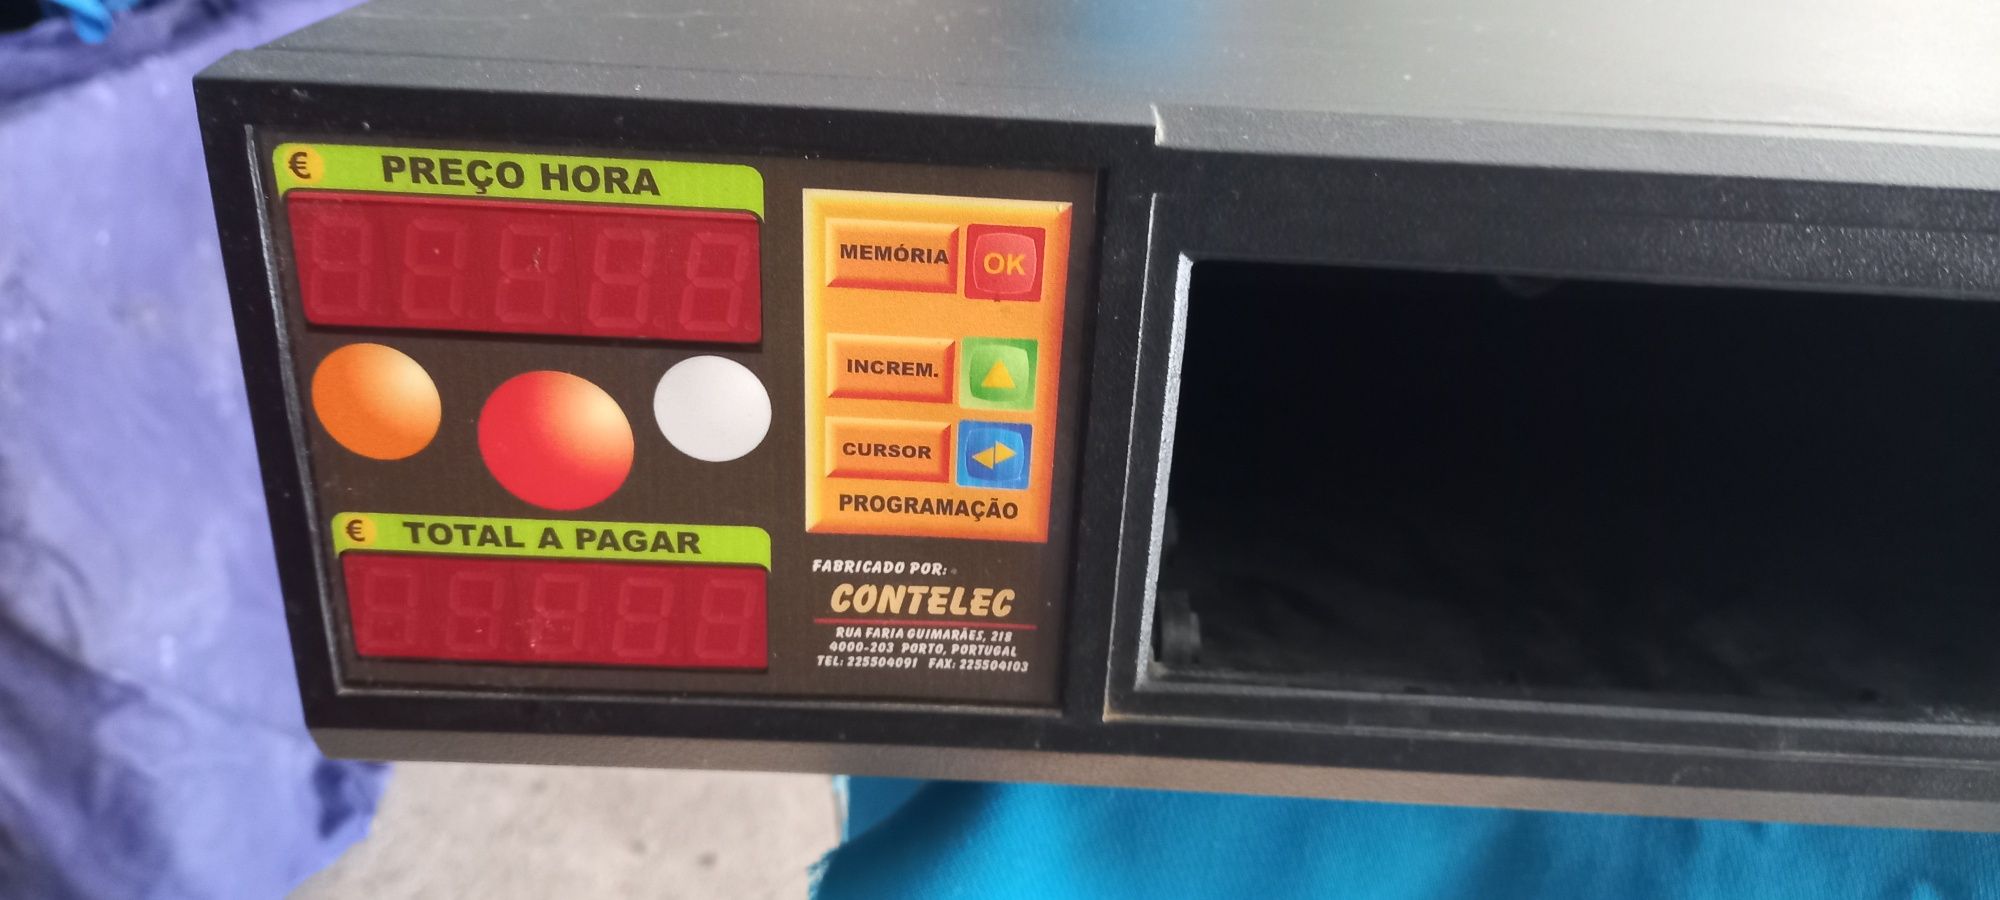 € PREÇO HORA
MEMÓRIA OK
INCREM.
CURSOR
PROGRAMAÇÃO
€ TOTAL A PAGAR
FABRICADO POR:
CONTELEC
RUA FARIA GUIMARÃES, 218
4000-203 PORTO, PORTUGAL
TEL: 225504091 FAX: 225504103